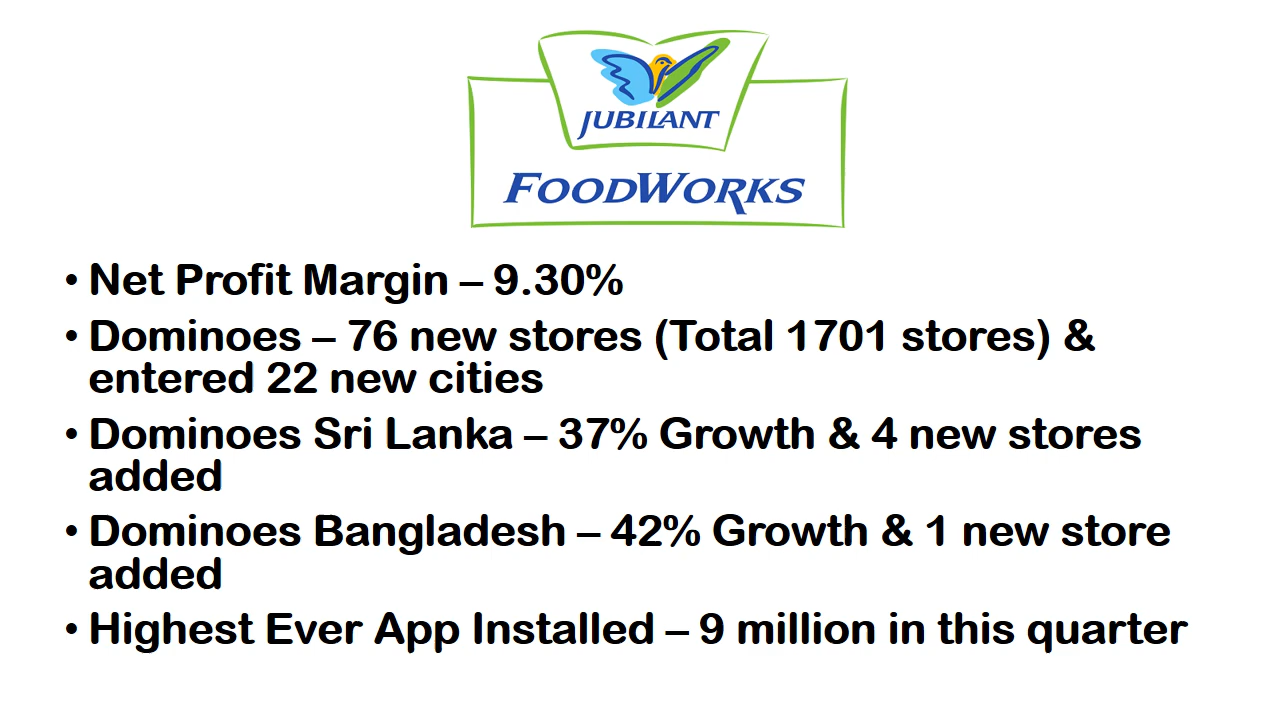 JUBILANT
FOODWORKS
• Net Profit Margin – 9.30%
• Dominoes – 76 new stores (Total 1701 stores) &
entered 22 new cities
• Dominoes Sri Lanka – 37% Growth & 4 new stores
added
• Dominoes Bangladesh – 42% Growth & 1 new store
added
• Highest Ever App Installed – 9 million in this quarter